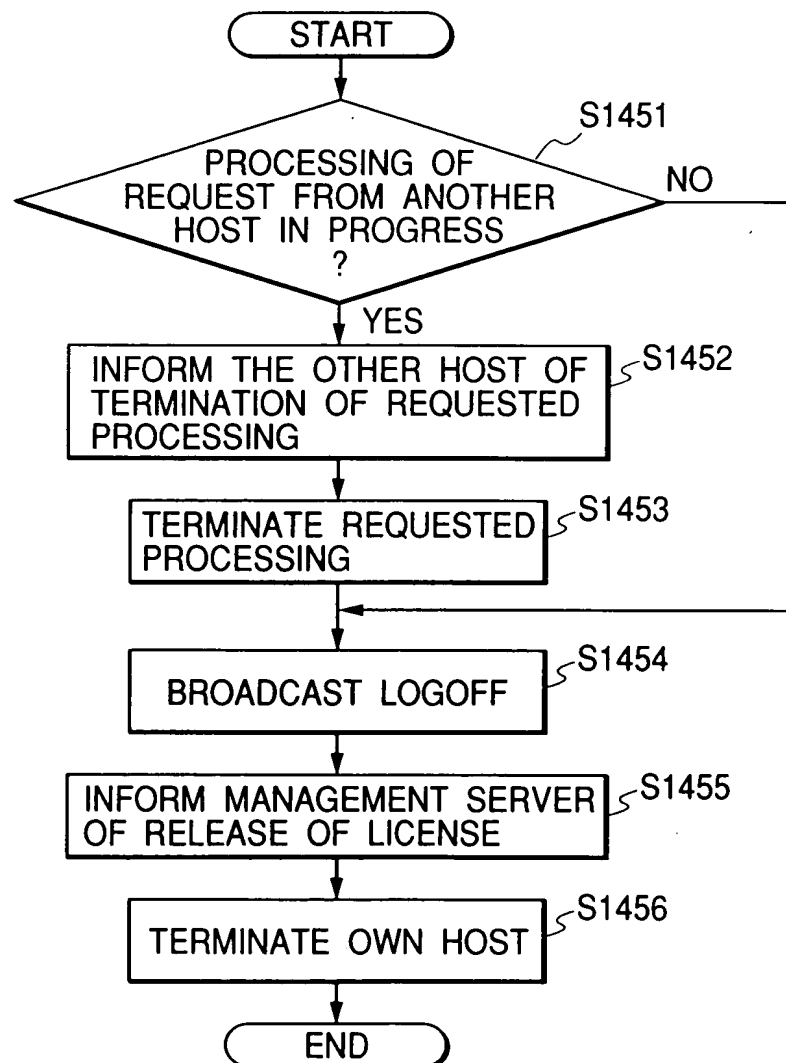 START
S1451
PROCESSING OF
REQUEST FROM ANOTHER
HOST IN PROGRESS
?
NO
YES
S1452
INFORM THE OTHER HOST OF
TERMINATION OF REQUESTED
PROCESSING
S1453
TERMINATE REQUESTED
PROCESSING
S1454
BROADCAST LOGOFF
S1455
INFORM MANAGEMENT SERVER
OF RELEASE OF LICENSE
S1456
TERMINATE OWN HOST
END